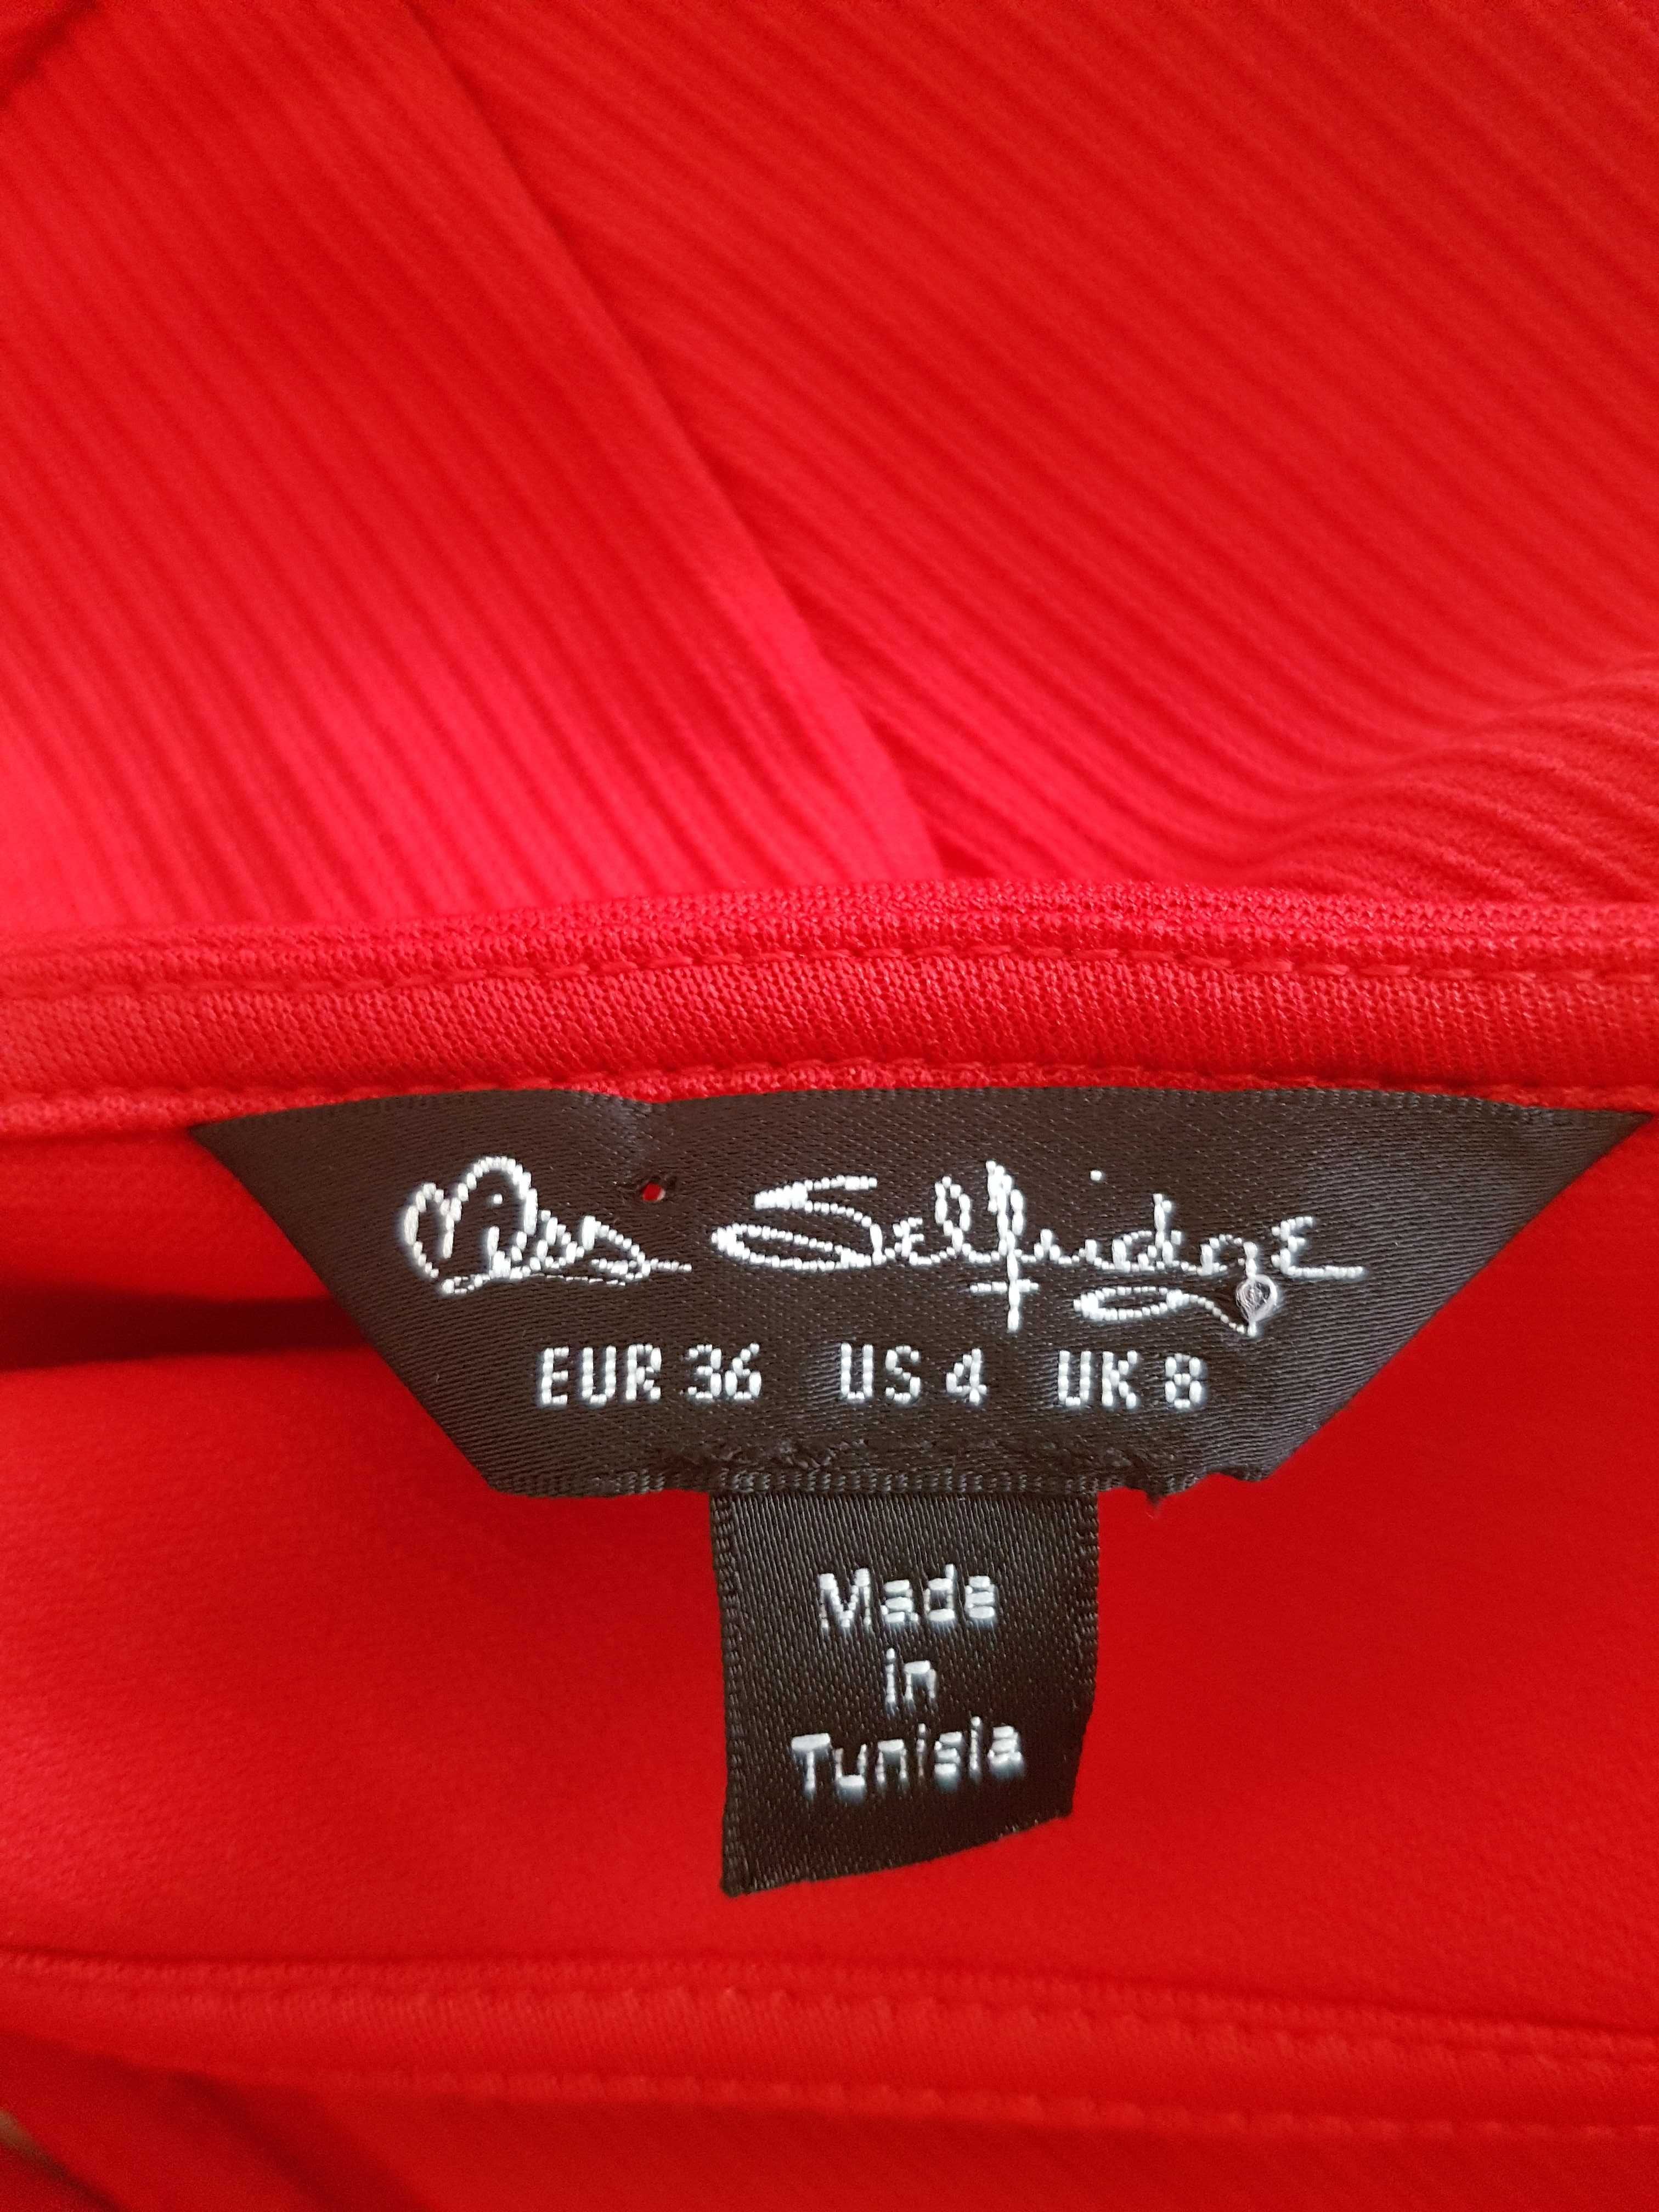 Miss Selfridge
EUR 36 US 4 UK 8
Made
in
Tunisia